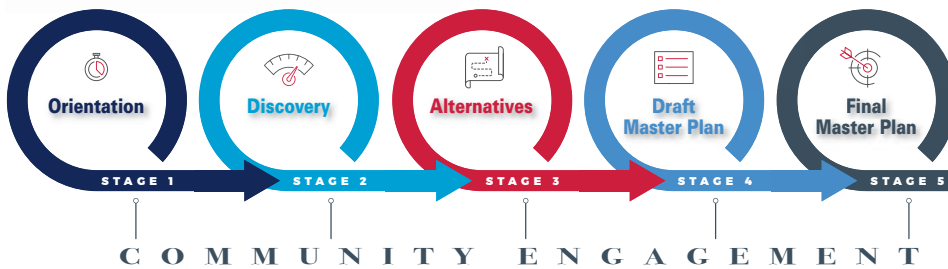 Orientation
Discovery
Alternatives
Draft
Master Plan
Final
Master Plan
STAGE 1
STAGE 2
STAGE 3
STAGE 4
STAGE 5
COMMUNITY ENGAGEMENT